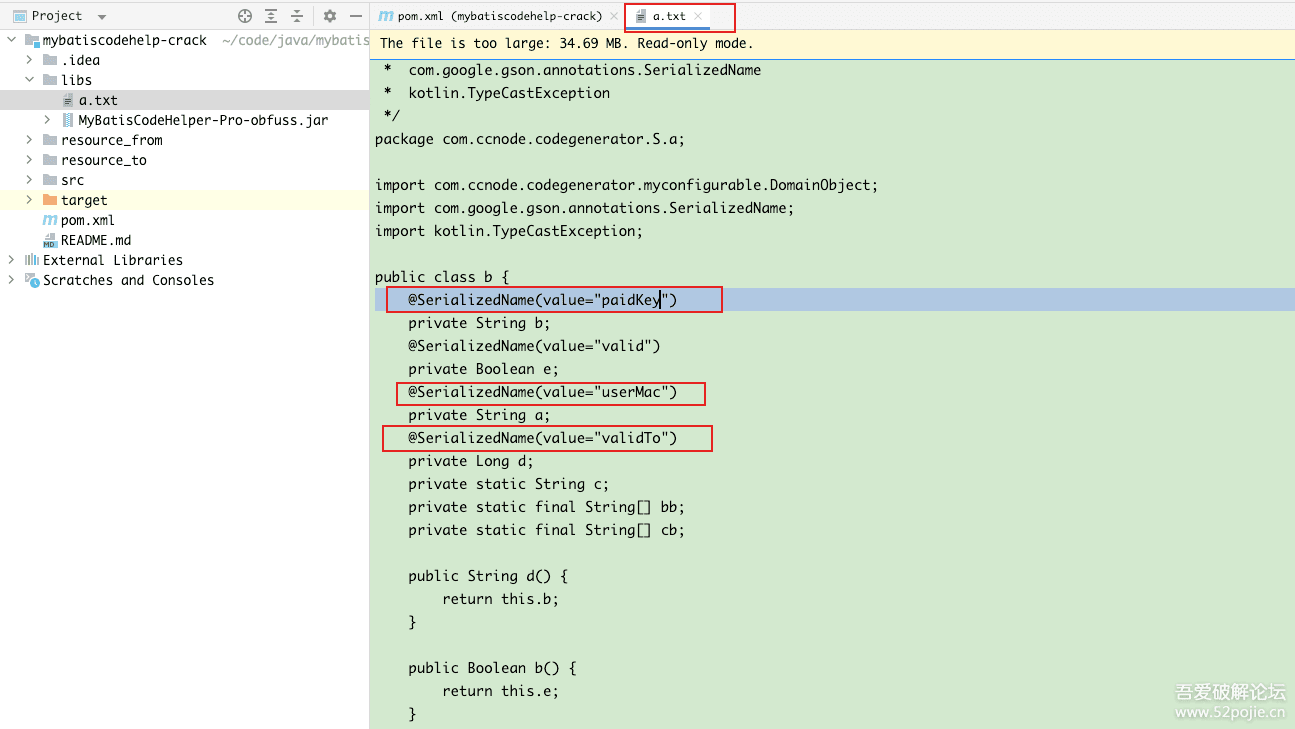 Project
pom.xml (mybatiscodehelp-crack)
a.txt
mybatiscodehelp-crack ~/code/java/mybatis
.idea
libs
a.txt
MyBatisCodeHelper-Pro-obfuss.jar
resource_from
resource_to
src
target
pom.xml
README.md
External Libraries
Scratches and Consoles
The file is too large: 34.69 MB. Read-only mode.
* com.google.gson.annotations.SerializedName
* kotlin.TypeCastException
*/
package com.ccnode.codegenerator.S.a;
import com.ccnode.codegenerator.myconfigurable.DomainObject;
import com.google.gson.annotations.SerializedName;
import kotlin.TypeCastException;
public class b {
@SerializedName(value="paidKey")
private String b;
@SerializedName(value="valid")
private Boolean e;
@SerializedName(value="userMac")
private String a;
@SerializedName(value="validTo")
private Long d;
private static String c;
private static final String[] bb;
private static final String[] cb;
public String d() {
return this.b;
}
public Boolean b() {
return this.e;
}
吾爱破解论坛
www.52pojie.cn